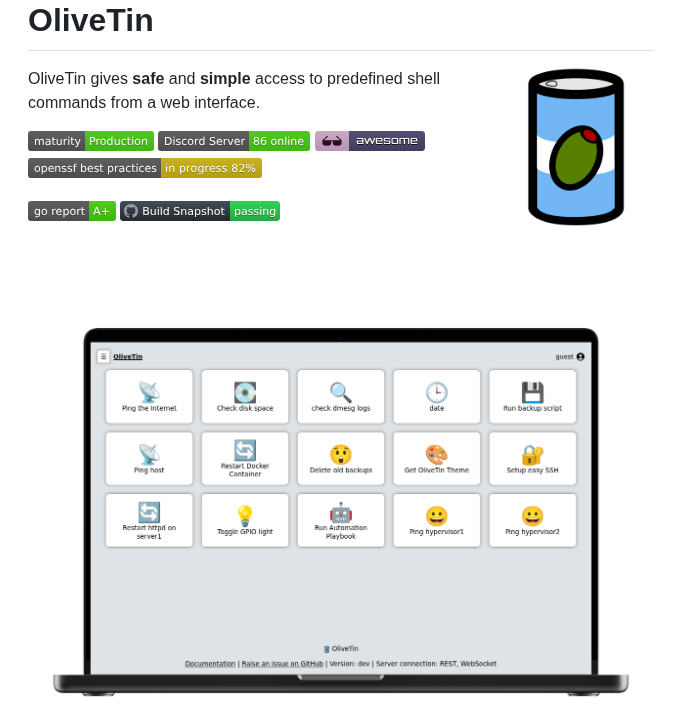 OliveTin
OliveTin gives safe and simple access to predefined shell
commands from a web interface.
maturity Production Discord Server 86 online awesome
openssf best practices in progress 82%
go report A+ Build Snapshot passing
OliveTin guest
Ping the Internet Check disk space check dmesg logs date Run backup script
Ping host Restart Docker Container Delete old backups Get OliveTin Theme Setup easy SSH
Restart httpd on server1 Toggle GPIO light Run Automation Playbook Ping hypervisor1 Ping hypervisor2
OliveTin
Documentation | Raise an issue on GitHub | Version: dev | Server connection: REST, WebSocket